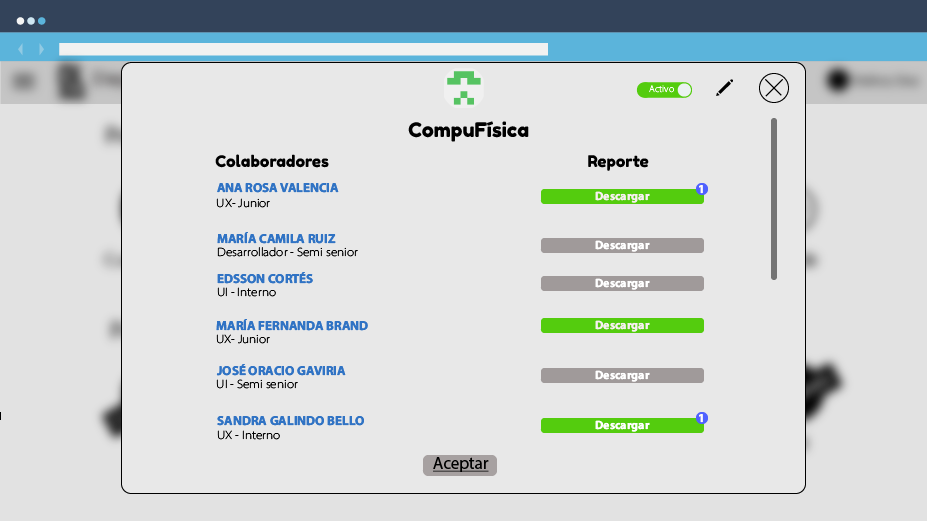 Activo
CompuFísica
Colaboradores
Reporte
ANA ROSA VALENCIA
UX- Junior
Descargar
1
MARÍA CAMILA RUIZ
Desarrollador - Semi senior
Descargar
EDSSON CORTÉS
UI - Interno
Descargar
MARÍA FERNANDA BRAND
UX- Junior
Descargar
JOSÉ ORACIO GAVIRIA
UI - Semi senior
Descargar
SANDRA GALINDO BELLO
UX - Interno
Descargar
1
Aceptar